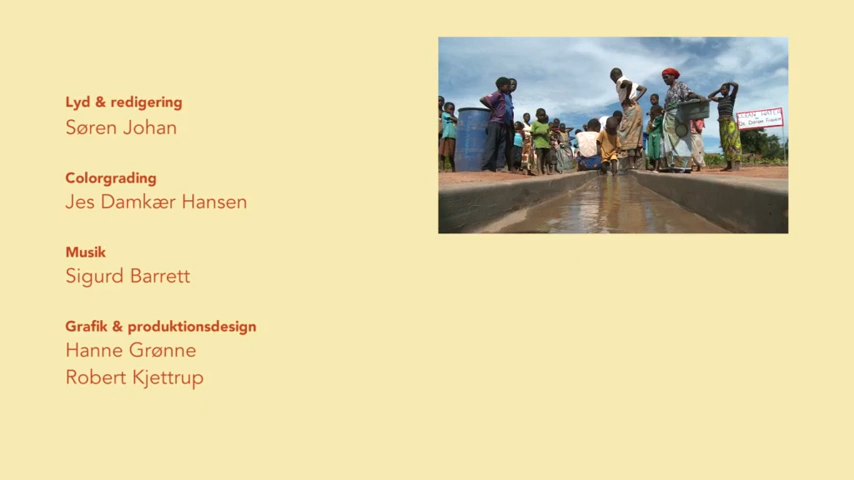 Lyd & redigering
Søren Johan
Colorgrading
Jes Damkær Hansen
Musik
Sigurd Barrett
Grafik & produktionsdesign
Hanne Grønne
Robert Kjettrup